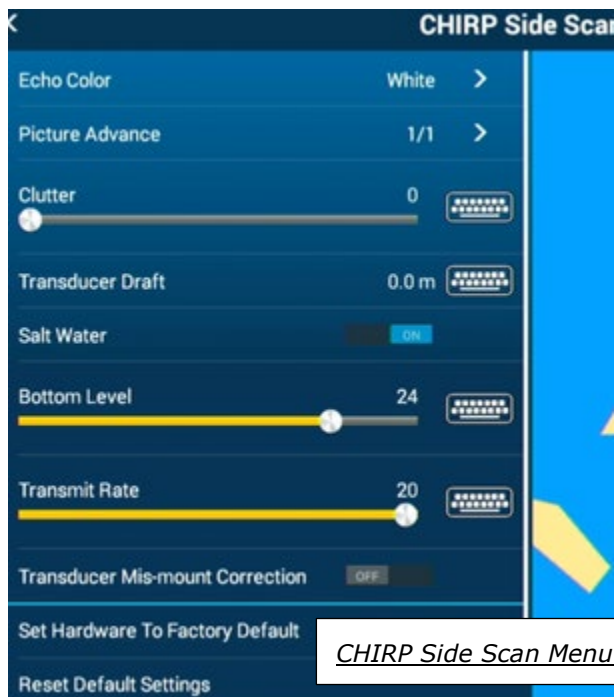 CHIRP Side Scan
Echo Color White
Picture Advance 1/1
Clutter 0
Transducer Draft 0.0 m
Salt Water ON
Bottom Level 24
Transmit Rate 20
Transducer Mis-mount Correction OFF
Set Hardware To Factory Default
CHIRP Side Scan Menu
Reset Default Settings